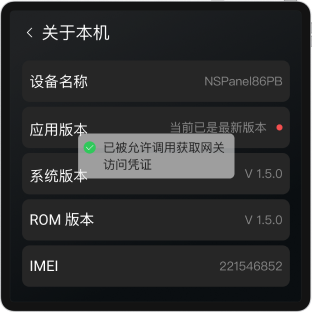 关于本机
设备名称 NSPanel86PB
应用版本 当前已是最新版本
已被允许调用获取网关
访问凭证
系统版本 V 1.5.0
ROM 版本 V 1.5.0
IMEI 221546852